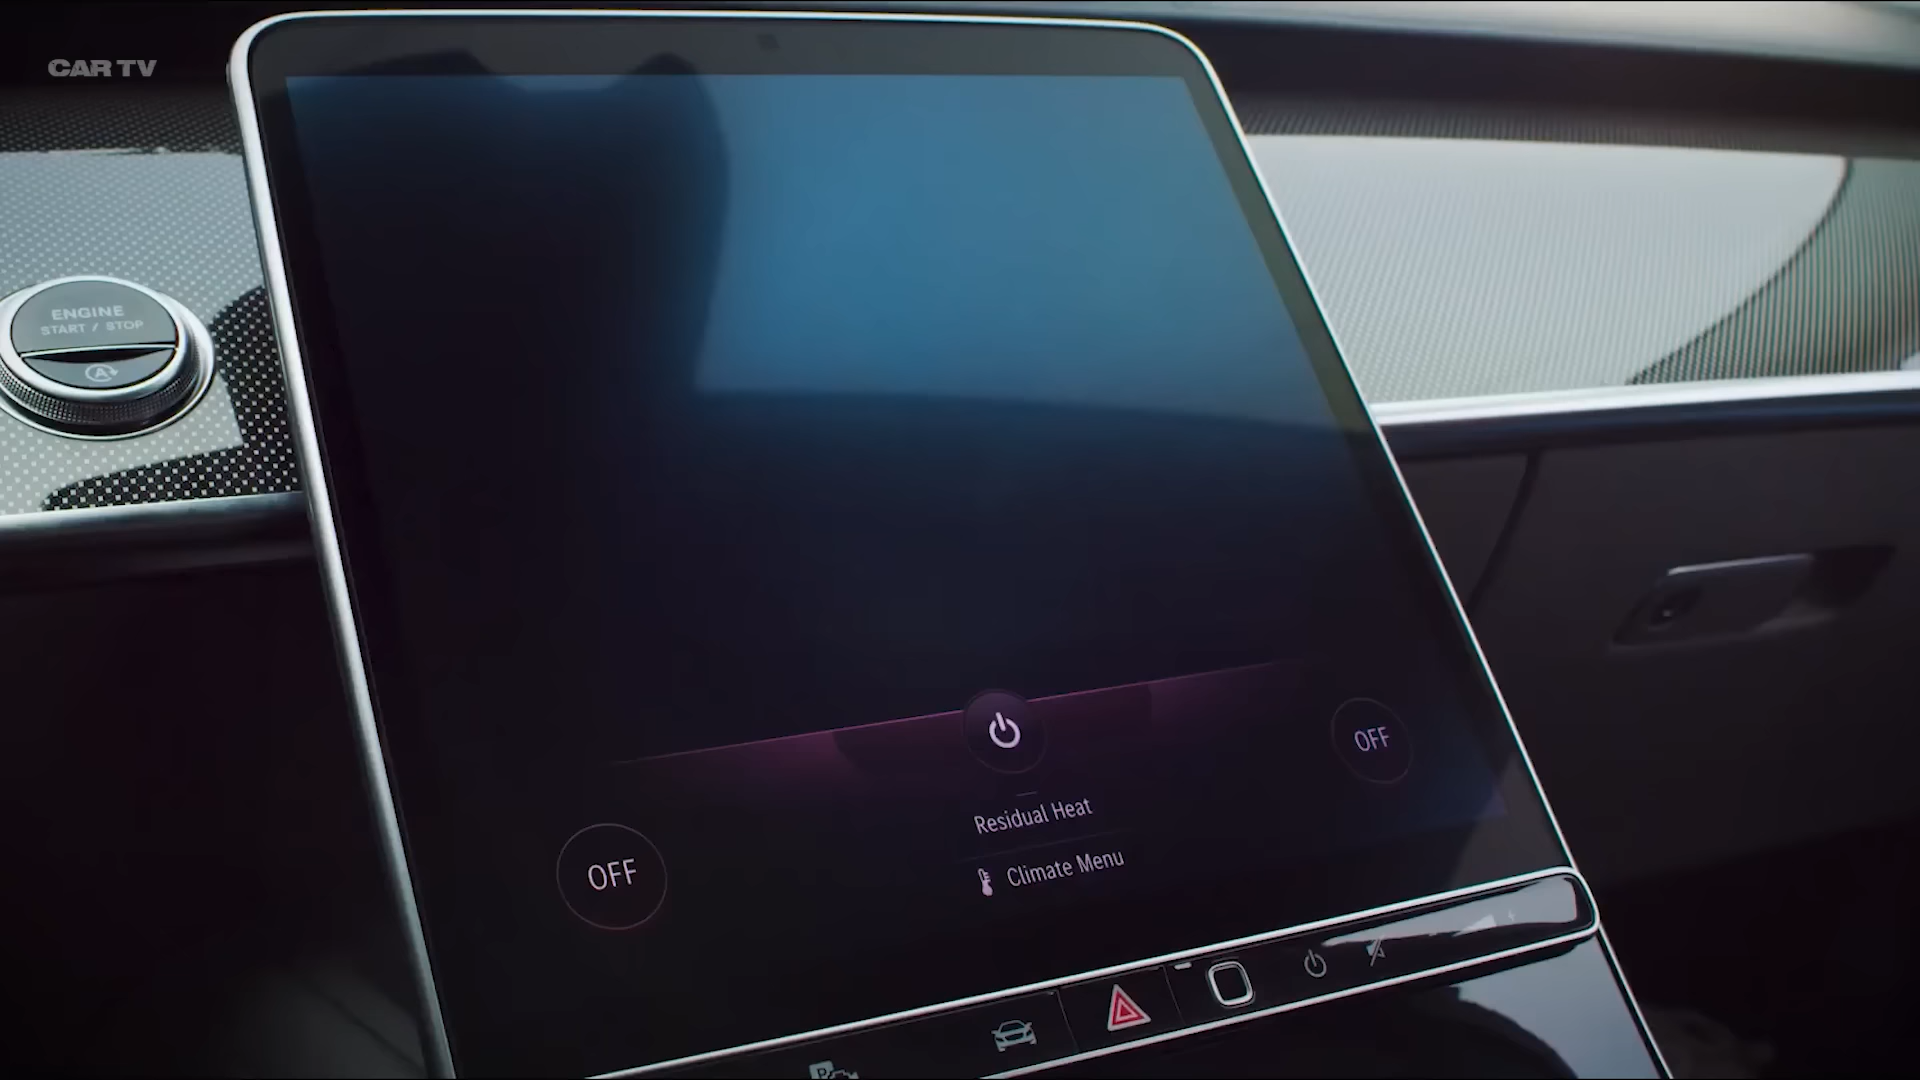 CAR TV
ENGINE
START / STOP
A
OFF
Residual Heat
Climate Menu
OFF
P